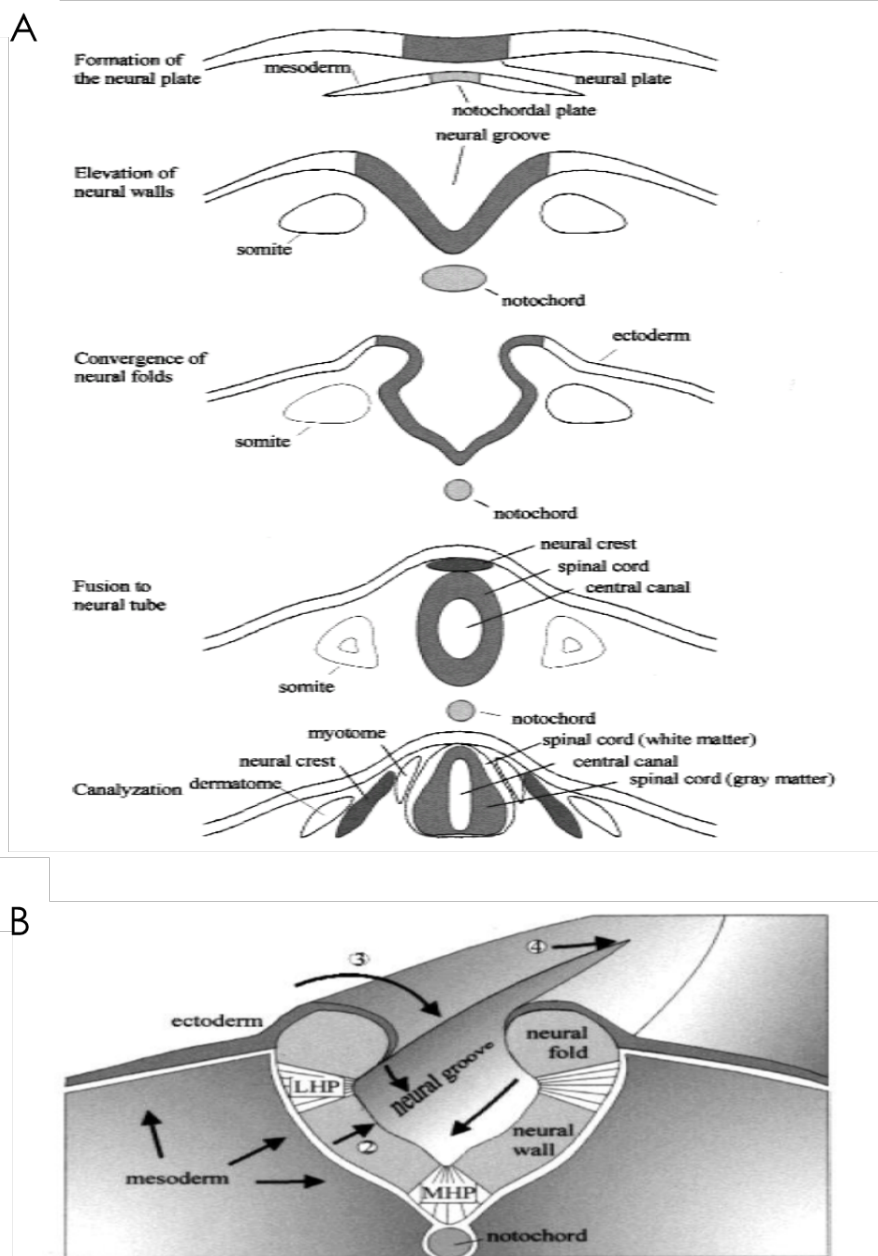 A
Formation of
the neural plate
mesoderm
neural plate
notochordal plate
neural groove
Elevation of
neural walls
somite
notochord
Convergence of
neural folds
ectoderm
somite
notochord
Fusion to
neural tube
neural crest
spinal cord
central canal
somite
notochord
Canalyzation
dermatome
neural crest
myotome
spinal cord (white matter)
central canal
spinal cord (gray matter)
B
③
④
ectoderm
neural
fold
LHP
neural groove
②
neural
wall
mesoderm
MHP
notochord